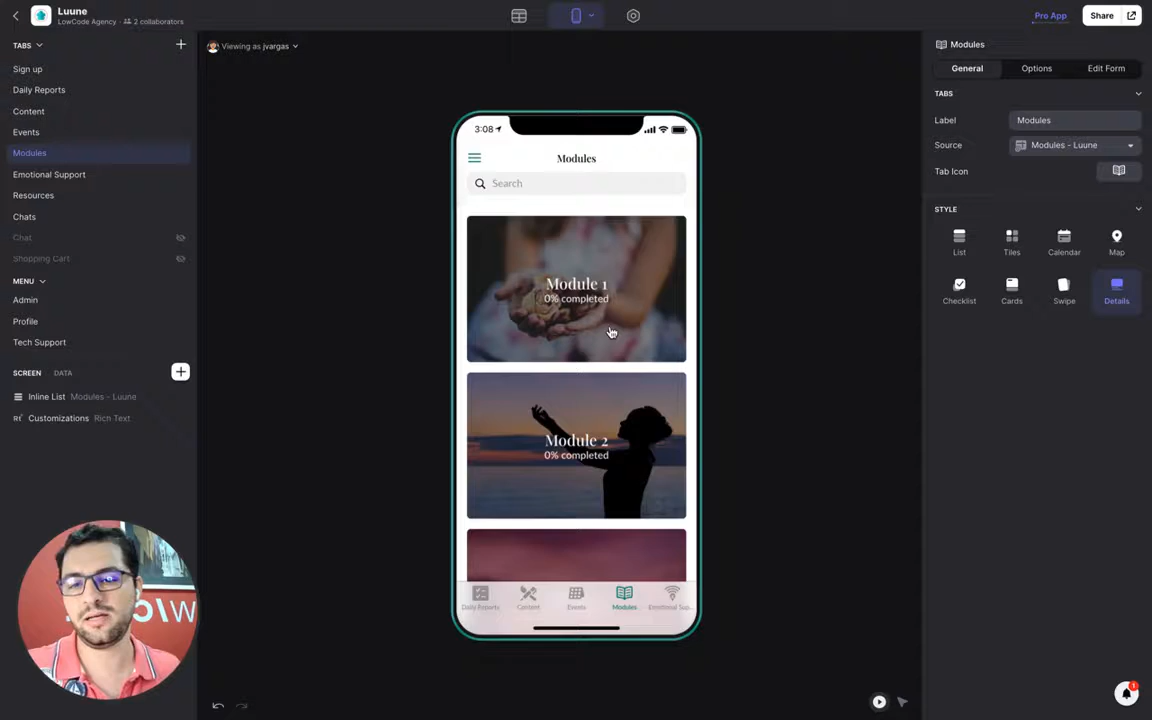 Luune
LowCode Agency · 2 collaborators
Pro App
Share
TABS
Sign up
Daily Reports
Content
Events
Modules
Emotional Support
Resources
Chats
Chat
Shopping Cart
MENU
Admin
Profile
Tech Support
SCREEN DATA
Inline List Modules - Luune
Customizations Rich Text
Viewing as jvargas
3:08
Modules
Search
Module 1
0% completed
Module 2
0% completed
Daily Reports Content Events Modules Emotional Sup...
Modules
General Options Edit Form
TABS
Label Modules
Source Modules - Luune
Tab Icon
STYLE
List Tiles Calendar Map
Checklist Cards Swipe Details
1